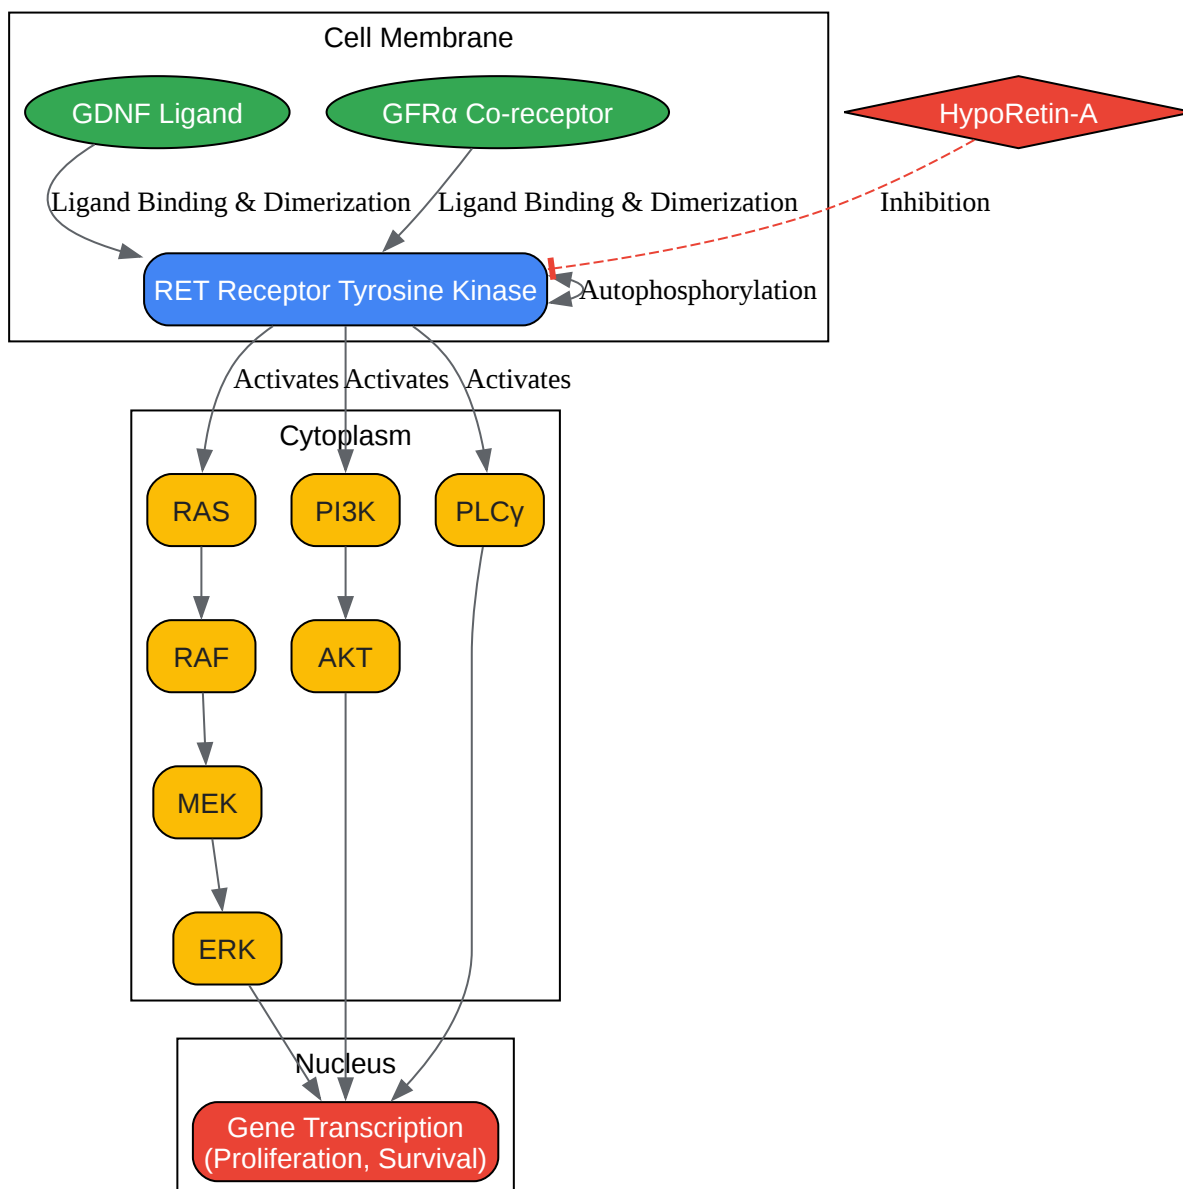 Cell Membrane
GDNF Ligand
GFRα Co-receptor
HypoRetin-A
Ligand Binding & Dimerization
Ligand Binding & Dimerization
Inhibition
RET Receptor Tyrosine Kinase
Autophosphorylation
Activates
Activates
Activates
Cytoplasm
RAS
PI3K
PLCγ
RAF
AKT
MEK
ERK
Nucleus
Gene Transcription
(Proliferation, Survival)